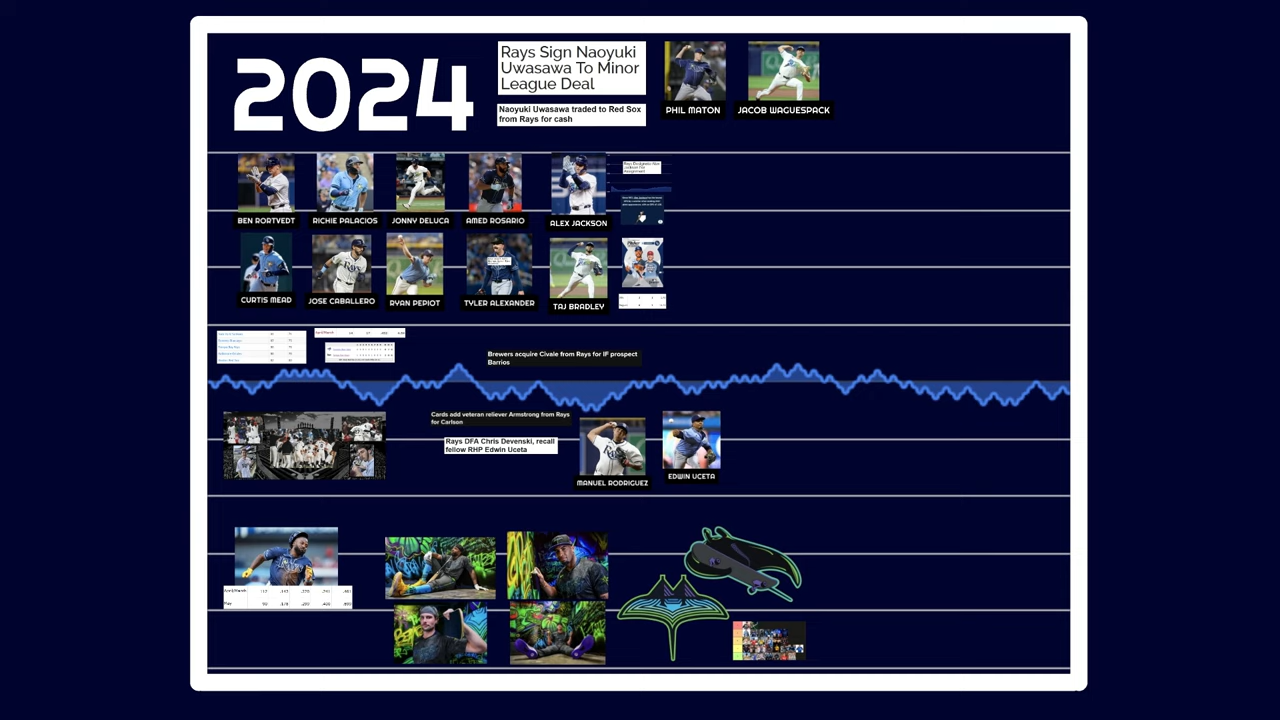 2024
Rays Sign Naoyuki
Uwasawa To Minor
League Deal
Naoyuki Uwasawa traded to Red Sox
from Rays for cash
PHIL MATON
JACOB WAGUESPACK
BEN RORTVEDT
RICHIE PALACIOS
JONNY DELUCA
AMED ROSARIO
ALEX JACKSON
CURTIS MEAD
JOSE CABALLERO
RYAN PEPIOT
TYLER ALEXANDER
TAJ BRADLEY
Brewers acquire Civale from Rays for IF prospect
Barrios
Cards add veteran reliever Armstrong from Rays
for Carlson
Rays DFA Chris Devenski, recall
fellow RHP Edwin Uceta
MANUEL RODRIGUEZ
EDWIN UCETA
April/March
May